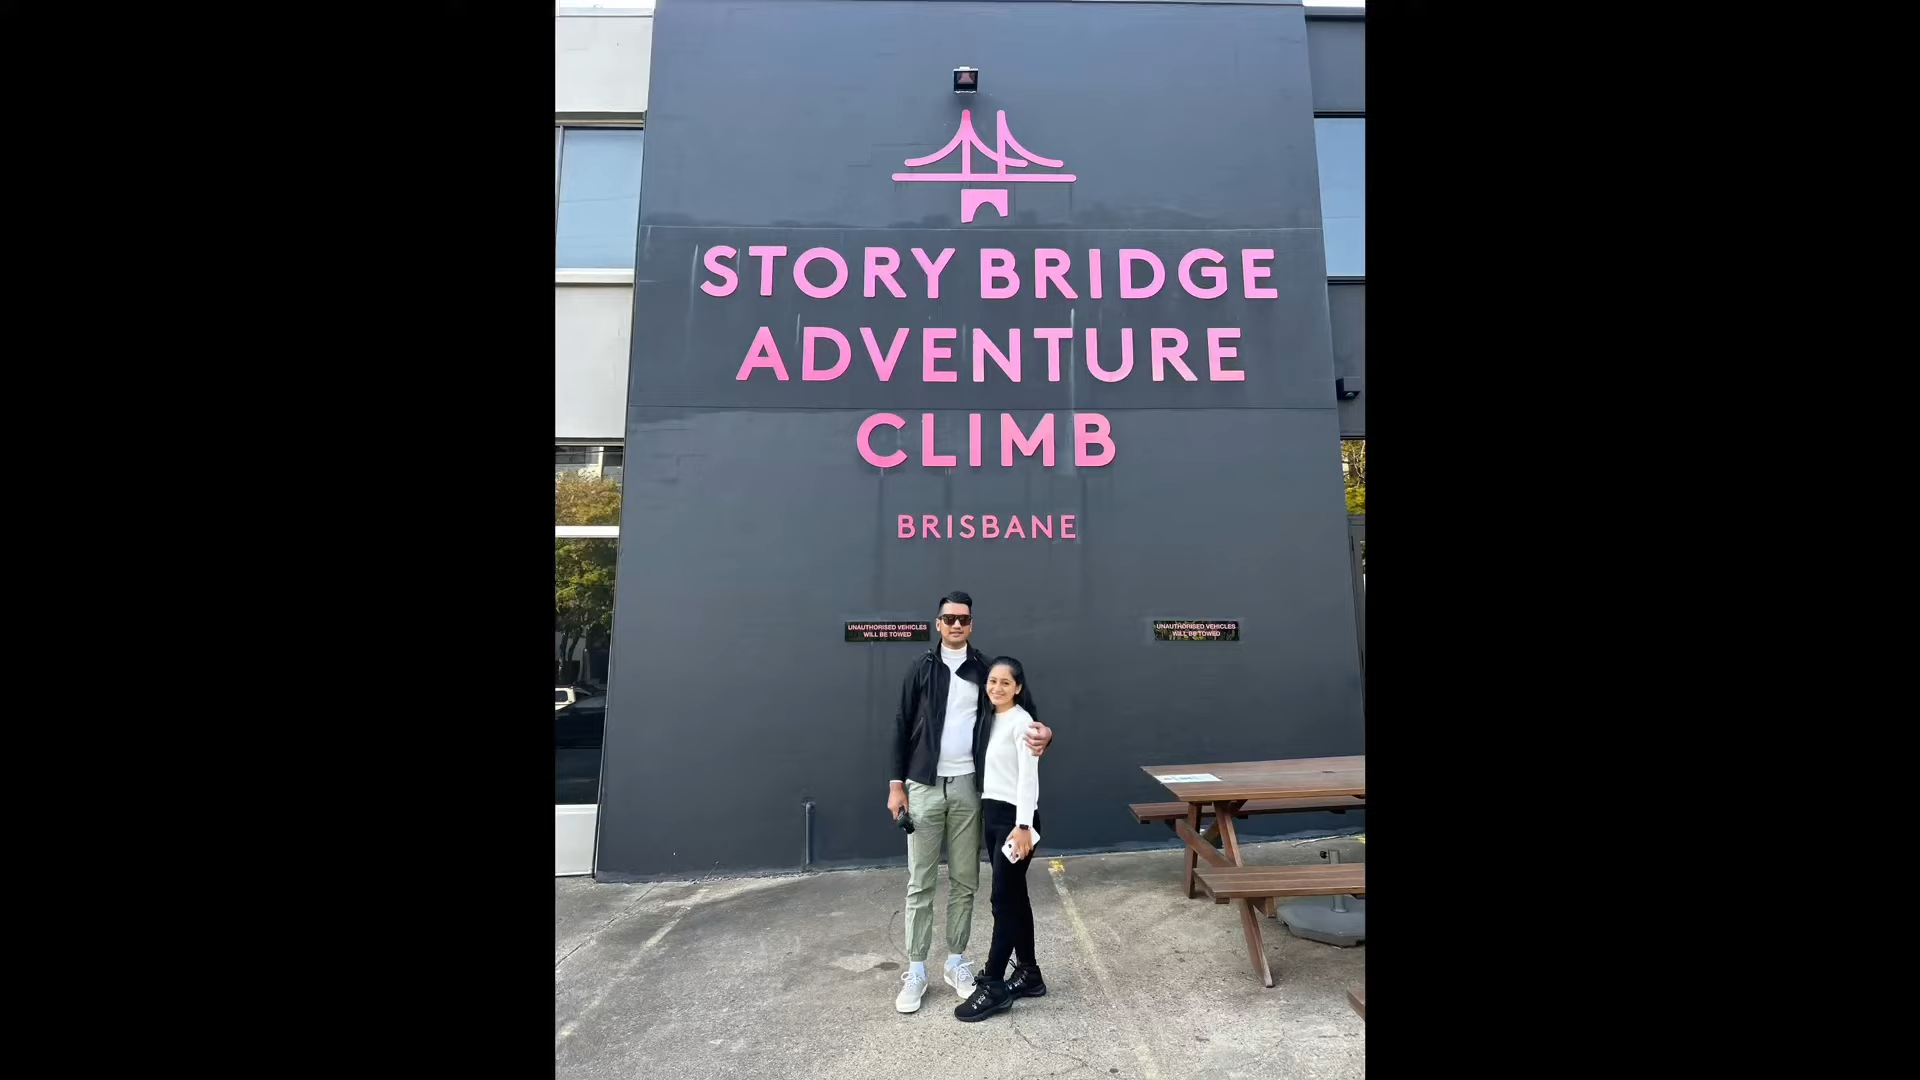 STORY BRIDGE
ADVENTURE
CLIMB
BRISBANE
UNAUTHORISED VEHICLES
WILL BE TOWED
UNAUTHORISED VEHICLES
WILL BE TOWED